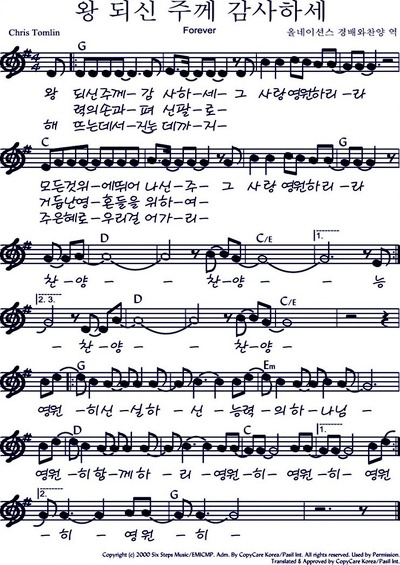 왕 되신 주께 감사하세
Forever
Chris Tomlin
올네이션스 경배와찬양 역
G
왕 되신주께- 감 사하세- 그 사랑영원하리-라
력의손과-펴 신팔-로-
해 뜨는데서-진는데까-지-
C G
모든것위-에뛰어 나신-주- 그 사랑 영원하리-라
거듭난영-혼들을 위하-여
주은혜로-우리걸 어가리-
D C/E 1.
찬-양- - 찬-양- - 능
2. 3. D C/E
- 찬-양- - 찬-양-
G Em
영원 -히신-실하 - 신 -능력 -의하-나님 -
D C G 1.
영원 -히함-께하 - 리 -영원 -히-영원 -히- 영원
2. G
- 히 - 영원 - 히
Copyright (c) 2000 Six Steps Music/EMICMP. Adm. By CopyCare Korea/Pasil Int. All rights reserved. Used by Permission.
Translated & Approved by CopyCare Korea/Pasil Int.